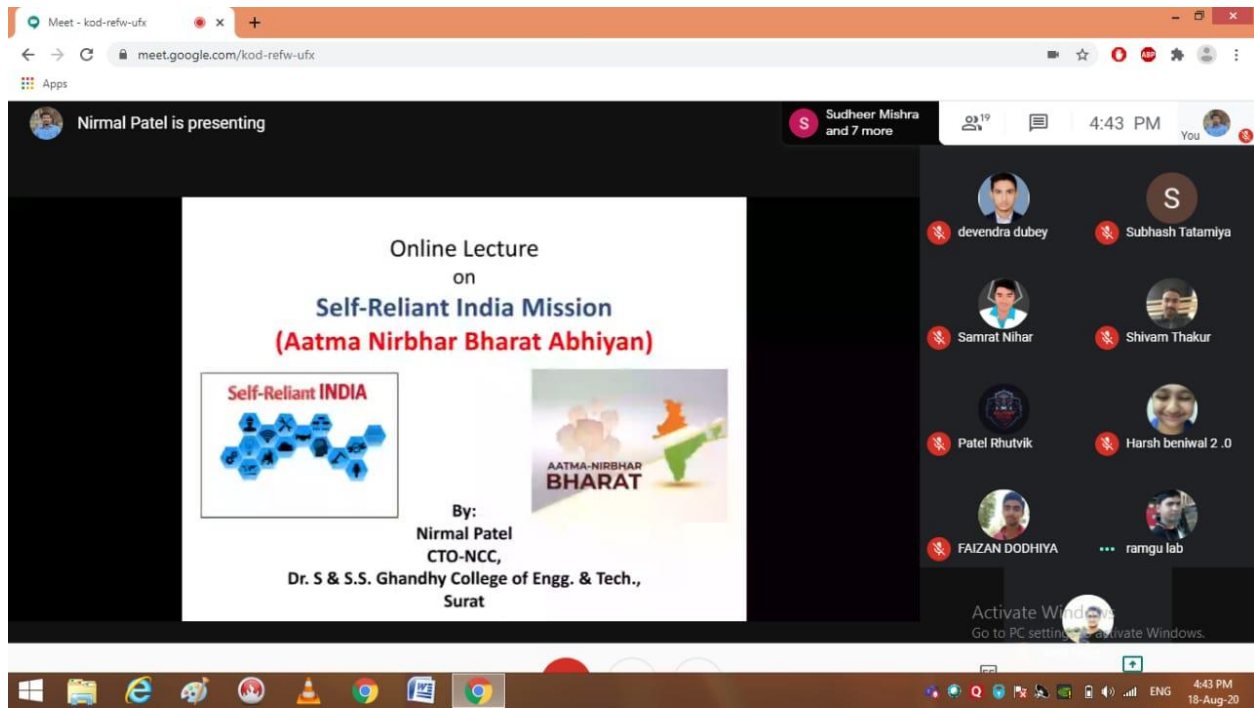 Meet - kod-refw-ufx
meet.google.com/kod-refw-ufx
ABP
Apps
Nirmal Patel is presenting
S
Sudheer Mishra
and 7 more
19
4:43 PM
You
devendra dubey
S
Subhash Tatamiya
Samrat Nihar
Shivam Thakur
Patel Rhutvik
Harsh beniwal 2 .0
FAIZAN DODHIYA
ramgu lab
Online Lecture
on
Self-Reliant India Mission
(Aatma Nirbhar Bharat Abhiyan)
Self-Reliant INDIA
AATMA-NIRBHAR
BHARAT
By:
Nirmal Patel
CTO-NCC,
Dr. S & S.S. Ghandhy College of Engg. & Tech.,
Surat
Activate Windows
Go to PC settings to activate Windows.
ENG
4:43 PM
18-Aug-20